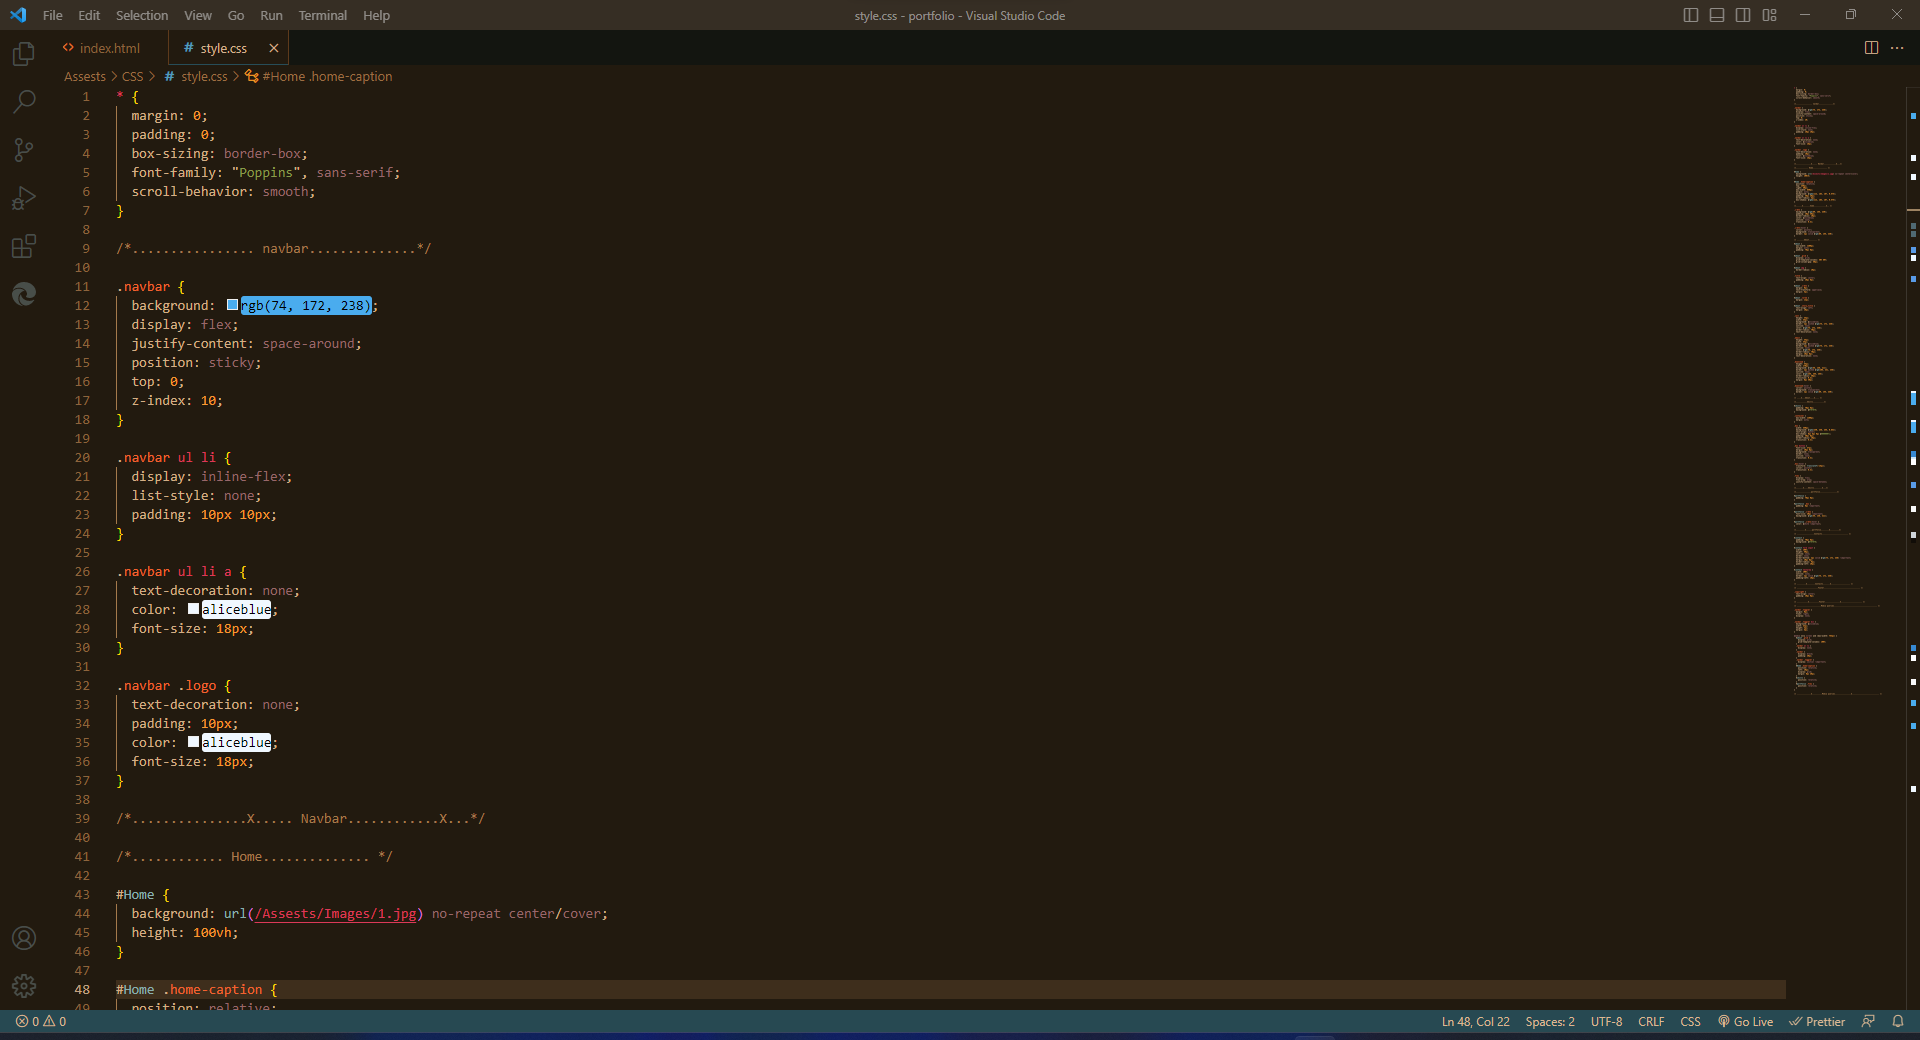 File Edit Selection View Go Run Terminal Help
style.css - portfolio - Visual Studio Code
index.html
# style.css
Assests > CSS > # style.css > #Home .home-caption
1 * {
2 margin: 0;
3 padding: 0;
4 box-sizing: border-box;
5 font-family: "Poppins", sans-serif;
6 scroll-behavior: smooth;
7 }
8
9 /*................ navbar..............*/
10
11 .navbar {
12 background: rgb(74, 172, 238);
13 display: flex;
14 justify-content: space-around;
15 position: sticky;
16 top: 0;
17 z-index: 10;
18 }
19
20 .navbar ul li {
21 display: inline-flex;
22 list-style: none;
23 padding: 10px 10px;
24 }
25
26 .navbar ul li a {
27 text-decoration: none;
28 color: aliceblue;
29 font-size: 18px;
30 }
31
32 .navbar .logo {
33 text-decoration: none;
34 padding: 10px;
35 color: aliceblue;
36 font-size: 18px;
37 }
38
39 /*...............X..... Navbar............X...*/
40
41 /*............ Home.............. */
42
43 #Home {
44 background: url(/Assests/Images/1.jpg) no-repeat center/cover;
45 height: 100vh;
46 }
47
48 #Home .home-caption {
49 position: relative;
0 0
Ln 48, Col 22 Spaces: 2 UTF-8 CRLF CSS Go Live Prettier